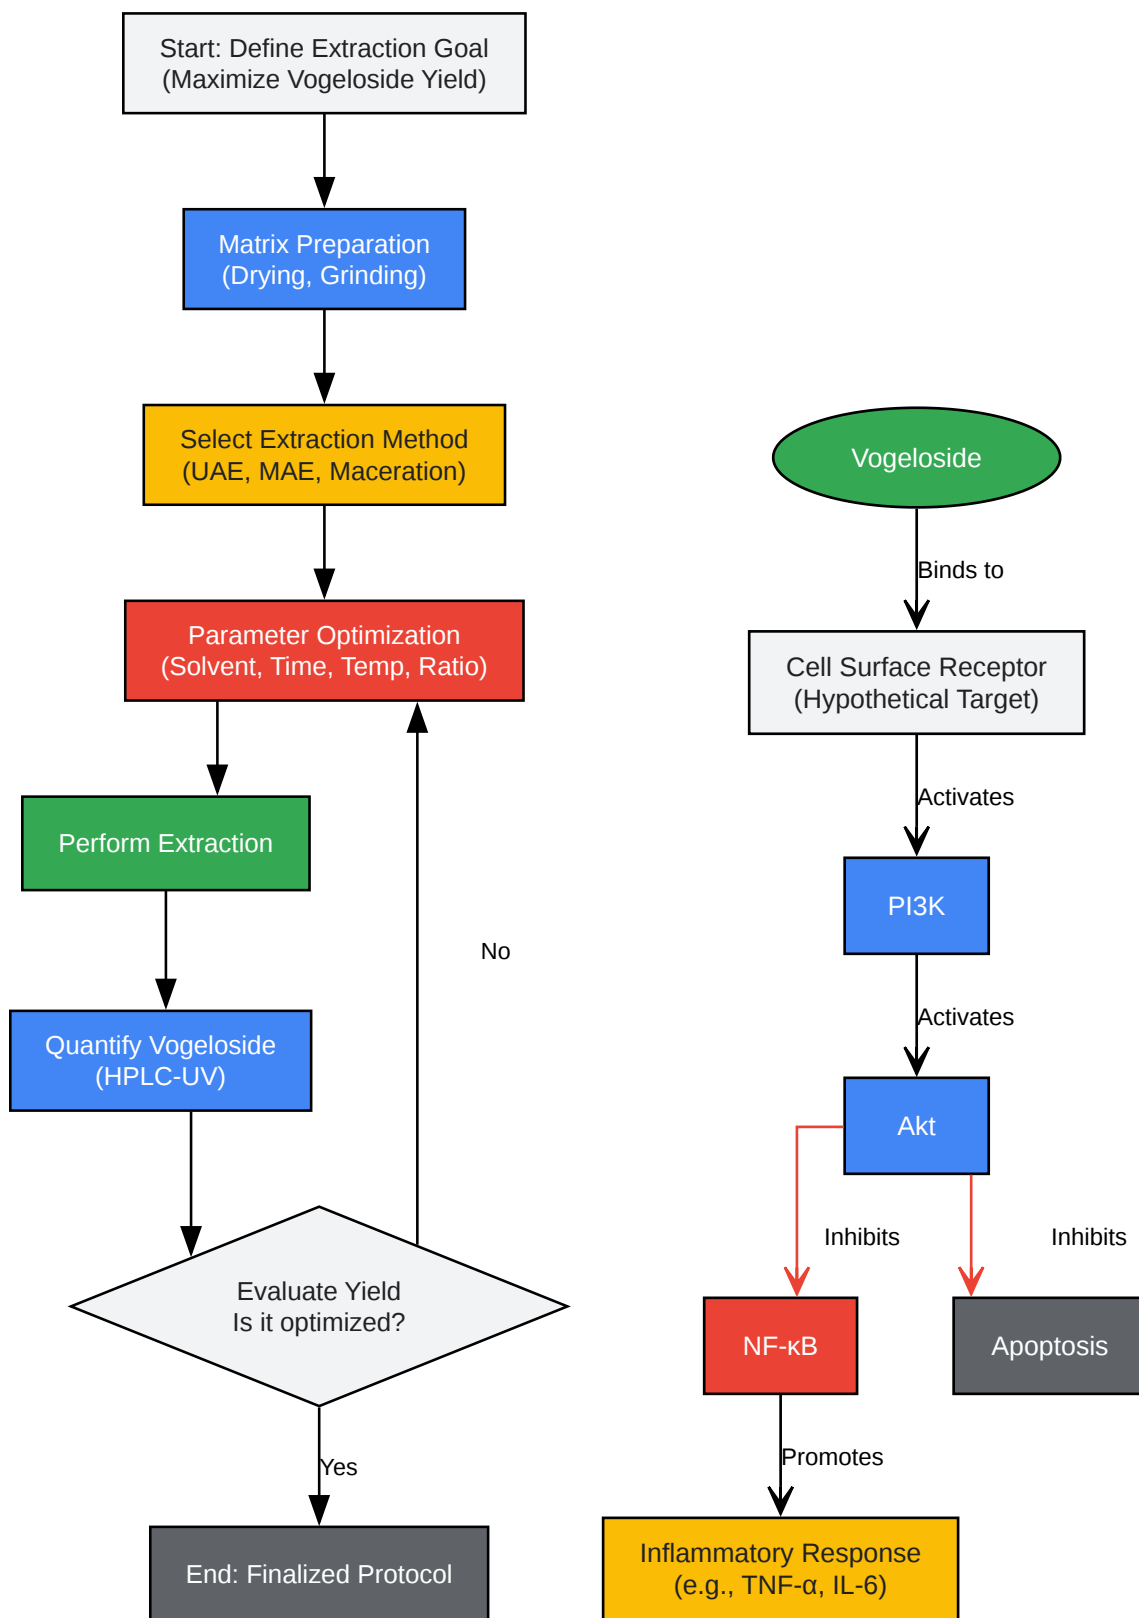 Start: Define Extraction Goal
(Maximize Vogeloside Yield)
Matrix Preparation
(Drying, Grinding)
Select Extraction Method
(UAE, MAE, Maceration)
Parameter Optimization
(Solvent, Time, Temp, Ratio)
Perform Extraction
No
Quantify Vogeloside
(HPLC-UV)
Evaluate Yield
Is it optimized?
Yes
End: Finalized Protocol
Vogeloside
Binds to
Cell Surface Receptor
(Hypothetical Target)
Activates
PI3K
Activates
Akt
Inhibits
Inhibits
NF-κB
Apoptosis
Promotes
Inflammatory Response
(e.g., TNF-α, IL-6)